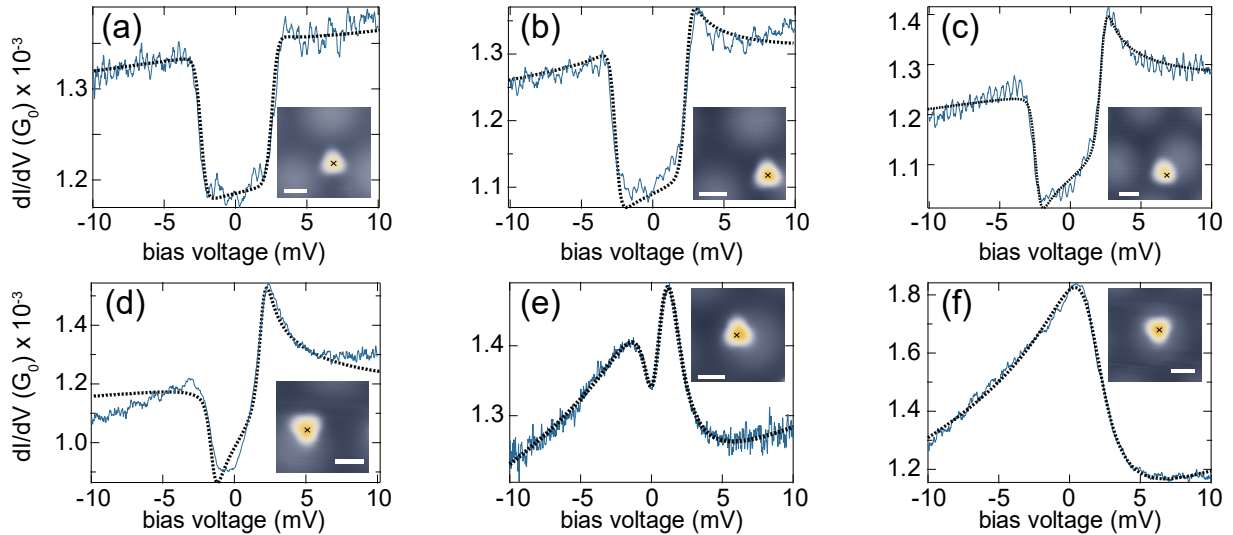 (a)
dI/dV (G0) x 10-3
1.3
1.2
-10 -5 0 5 10
bias voltage (mV)
(b)
1.3
1.2
1.1
-10 -5 0 5 10
bias voltage (mV)
(c)
1.4
1.3
1.2
1.1
-10 -5 0 5 10
bias voltage (mV)
(d)
dI/dV (G0) x 10-3
1.4
1.2
1.0
-10 -5 0 5 10
bias voltage (mV)
(e)
1.4
1.3
-10 -5 0 5 10
bias voltage (mV)
(f)
1.8
1.6
1.4
1.2
-10 -5 0 5 10
bias voltage (mV)